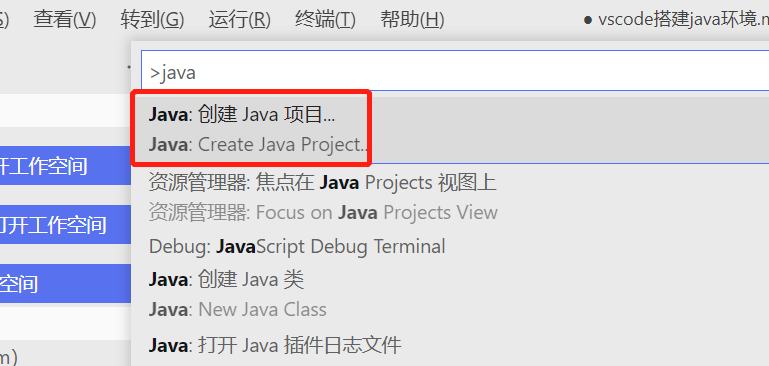 S) 查看(V) 转到(G) 运行(R) 终端(T) 帮助(H) ● vscode搭建java环境.m
>java
Java: 创建 Java 项目...
Java: Create Java Project...
开工作空间
资源管理器: 焦点在 Java Projects 视图上
资源管理器: Focus on Java Projects View
打开工作空间
Debug: JavaScript Debug Terminal
Java: 创建 Java 类
空间
Java: New Java Class
Java: 打开 Java 插件日志文件
m)